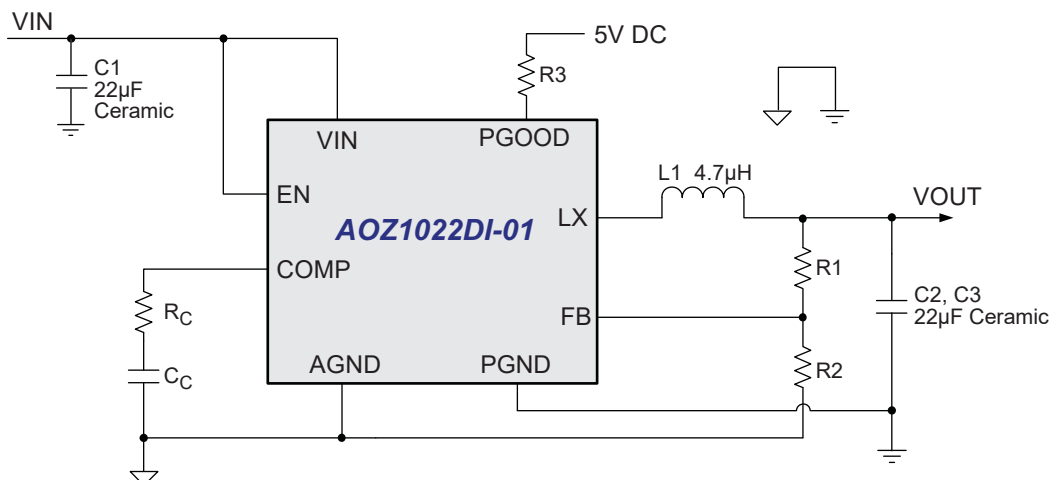 VIN
5V DC
C1
22µF
Ceramic
R3
VIN
PGOOD
L1 4.7µH
EN
LX
VOUT
AOZ1022DI-01
COMP
R1
RC
FB
C2, C3
22µF Ceramic
AGND
PGND
R2
CC